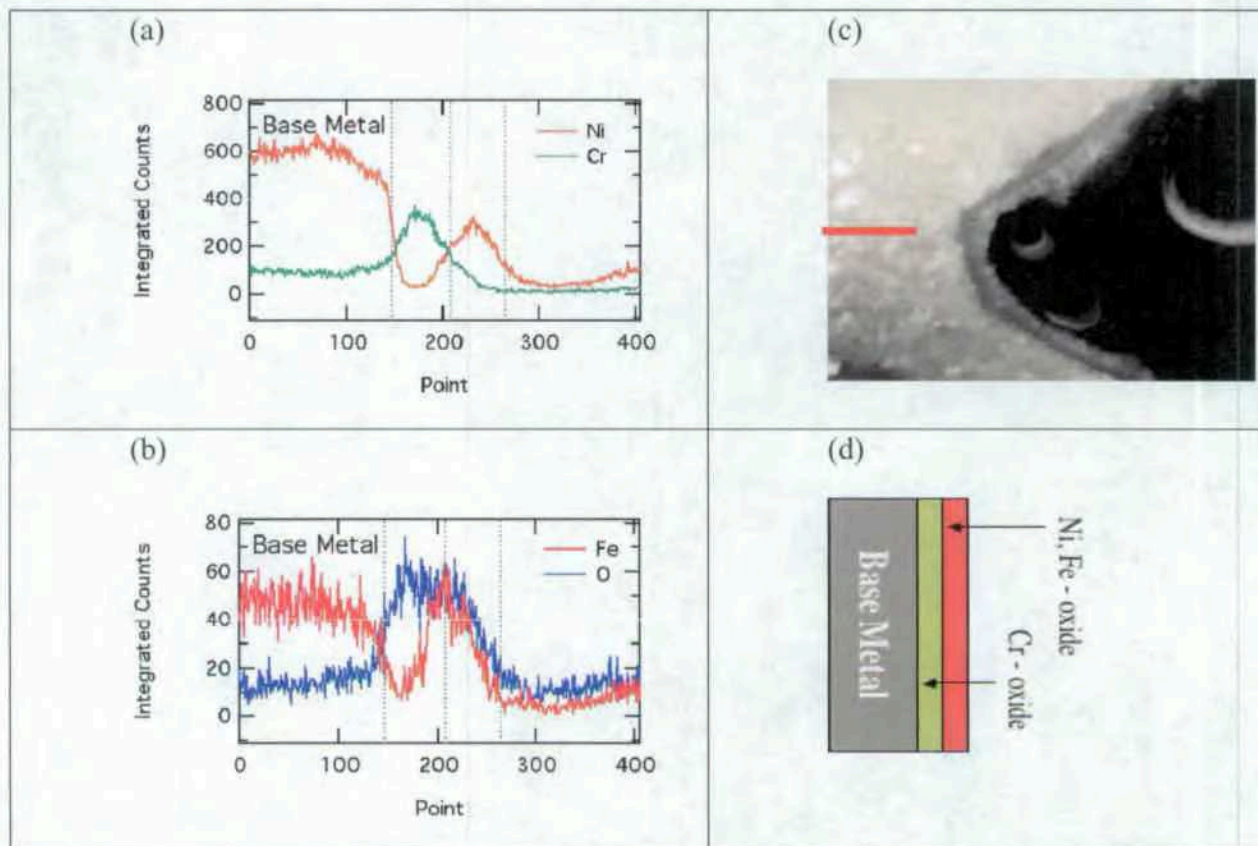 (a)
800
600
400
200
0
Integrated Counts
Base Metal
Ni
Cr
0 100 200 300 400
Point
(c)
(b)
80
60
40
20
0
Integrated Counts
Base Metal
Fe
O
0 100 200 300 400
Point
(d)
Base Metal
Ni, Fe - oxide
Cr - oxide